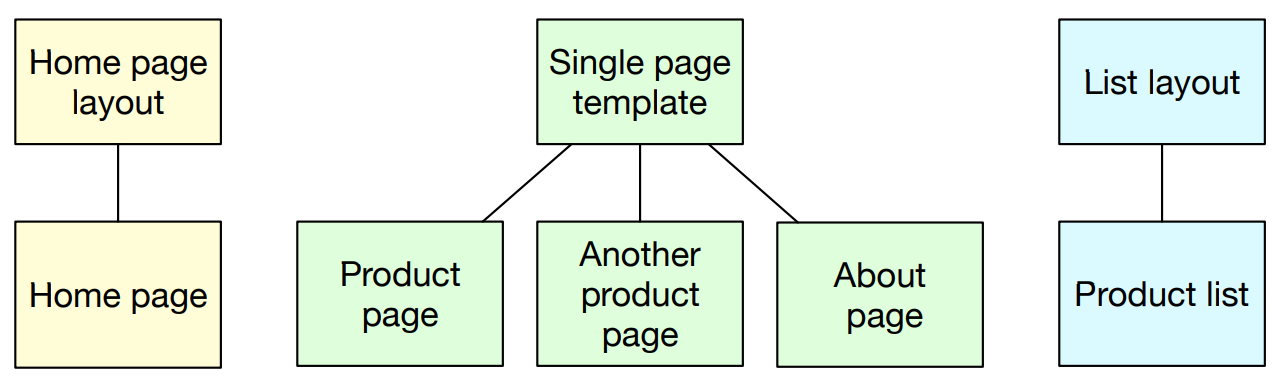 Home page
layout
Single page
template
List layout
Home page
Product
page
Another
product
page
About
page
Product list